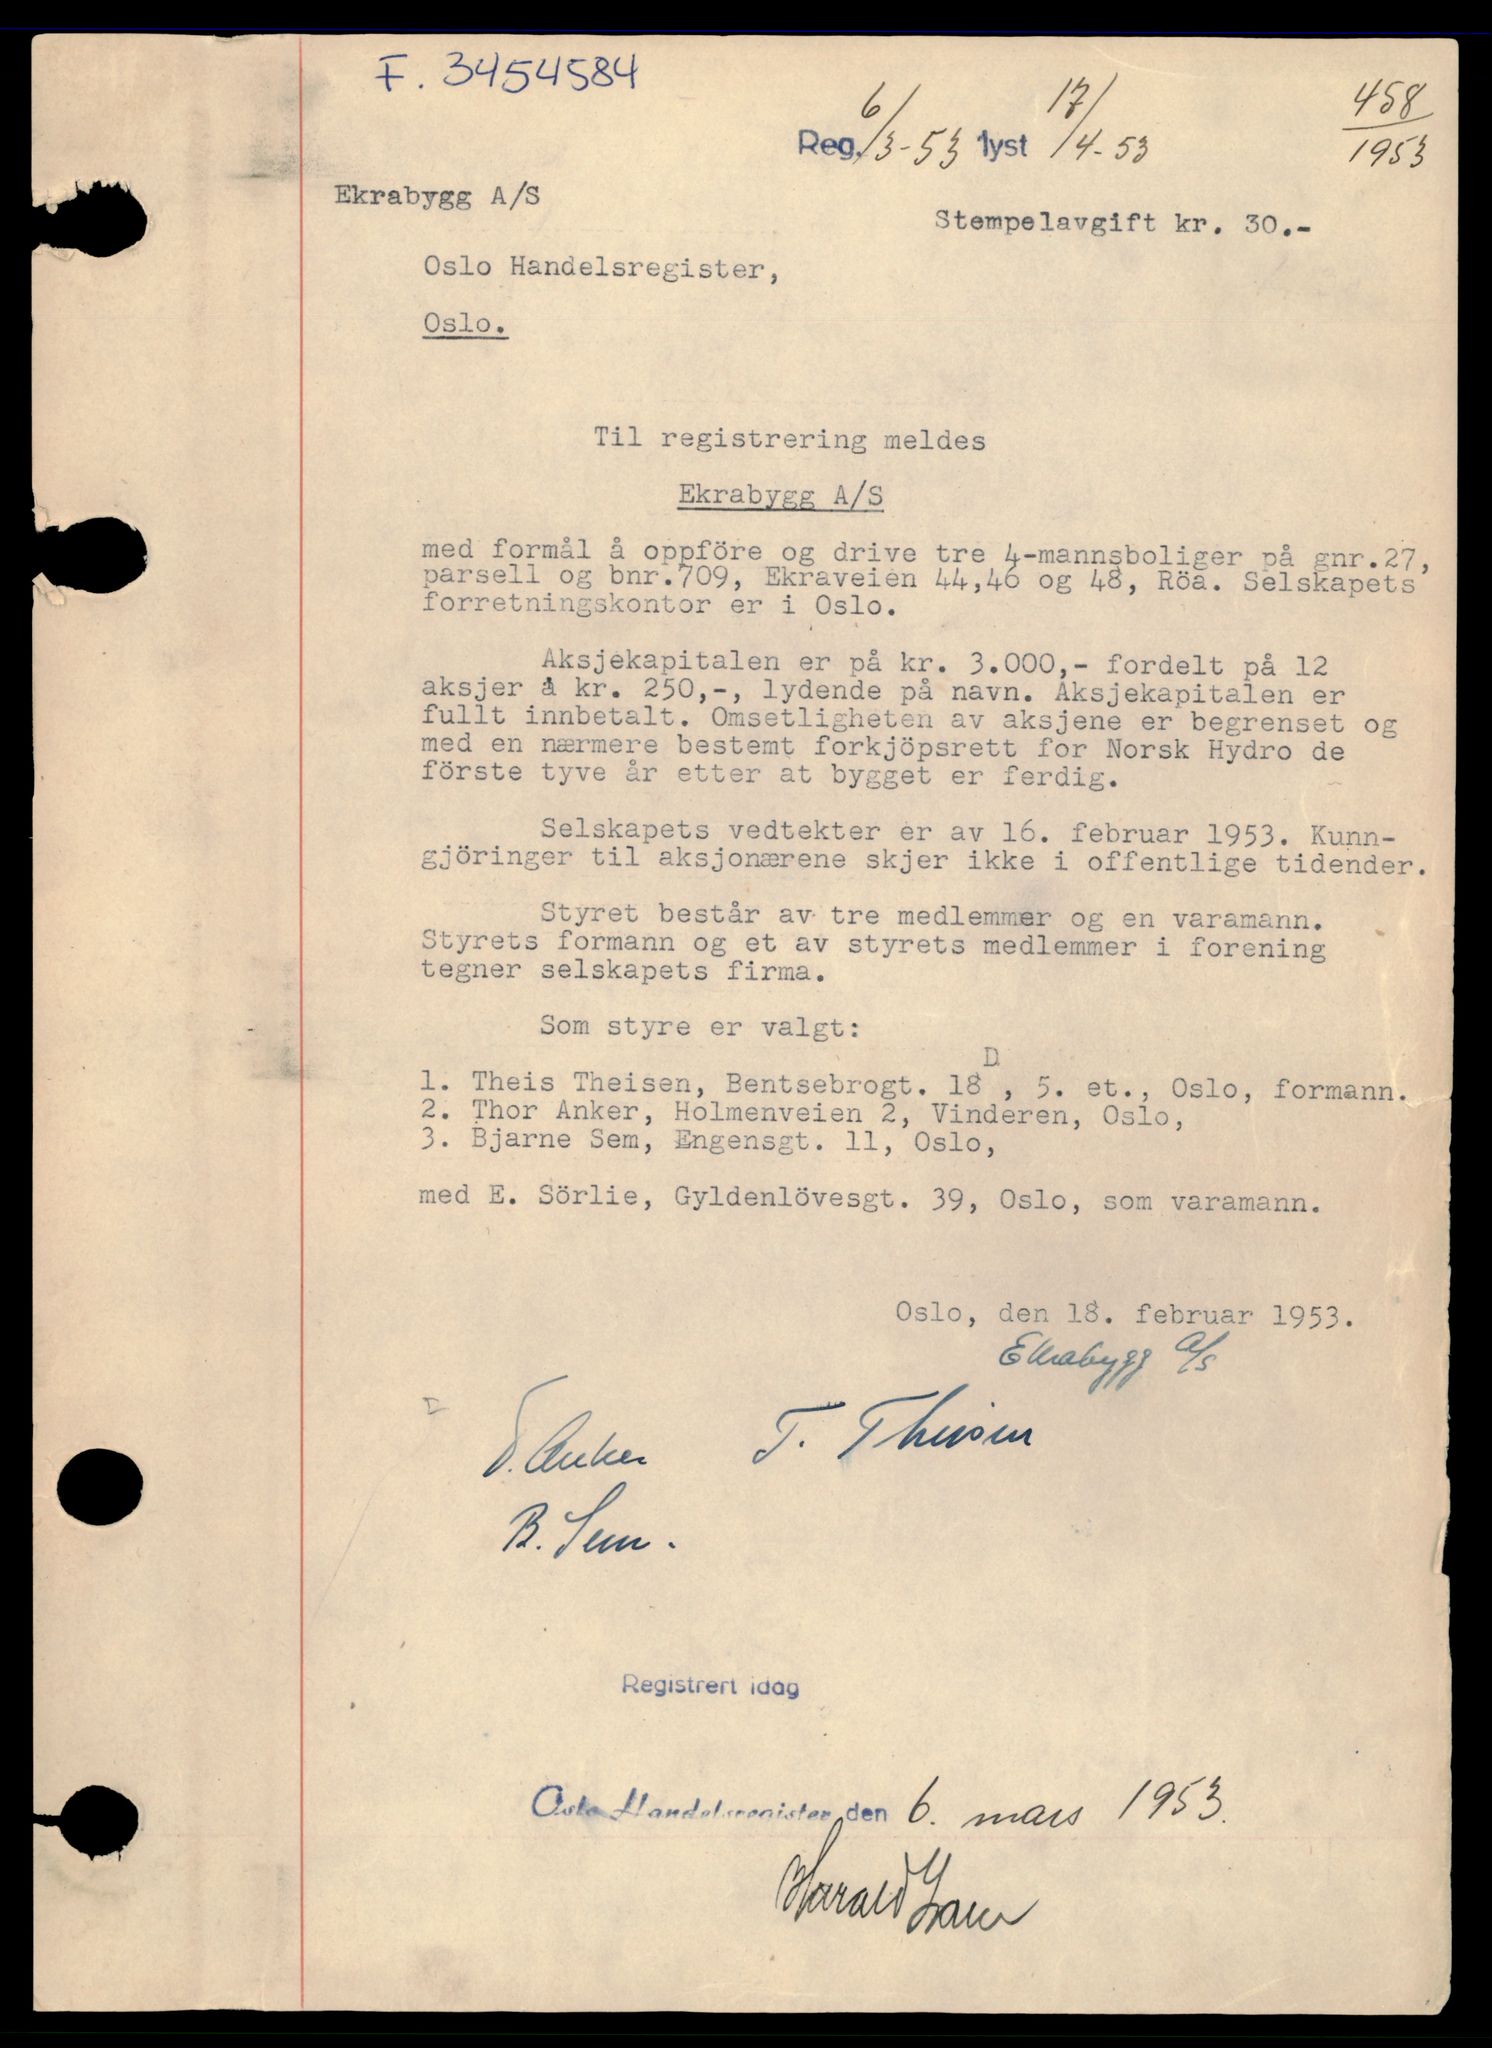 F. 3454584
Reg. 6/3-53 lyst 17/4-53
458/1953
Ekrabygg A/S
Stempelavgift kr. 30.-
Oslo Handelsregister,
Oslo.
Til registrering meldes
Ekrabygg A/S
med formål å oppföre og drive tre 4-mannsboliger på gnr.27,
parsell og bnr.709, Ekraveien 44,46 og 48, Röa. Selskapets
forretningskontor er i Oslo.
Aksjekapitalen er på kr. 3.000,- fordelt på 12
aksjer à kr. 250,-, lydende på navn. Aksjekapitalen er
fullt innbetalt. Omsetligheten av aksjene er begrenset og
med en nærmere bestemt forkjöpsrett for Norsk Hydro de
förste tyve år etter at bygget er ferdig.
Selskapets vedtekter er av 16. februar 1953. Kunn-
gjöringer til aksjonærene skjer ikke i offentlige tidender.
Styret består av tre medlemmer og en varamann.
Styrets formann og et av styrets medlemmer i forening
tegner selskapets firma.
Som styre er valgt:
1. Theis Theisen, Bentsebrogt. 18 D, 5. et., Oslo, formann.
2. Thor Anker, Holmenveien 2, Vinderen, Oslo,
3. Bjarne Sem, Engensgt. 11, Oslo,
med E. Sörlie, Gyldenlövesgt. 39, Oslo, som varamann.
Oslo, den 18. februar 1953.
Ekrabygg A/S
T. Anker T. Theisen
B. Sem.
Registrert idag
Oslo Handelsregister, den 6. mars 1953.
Harald